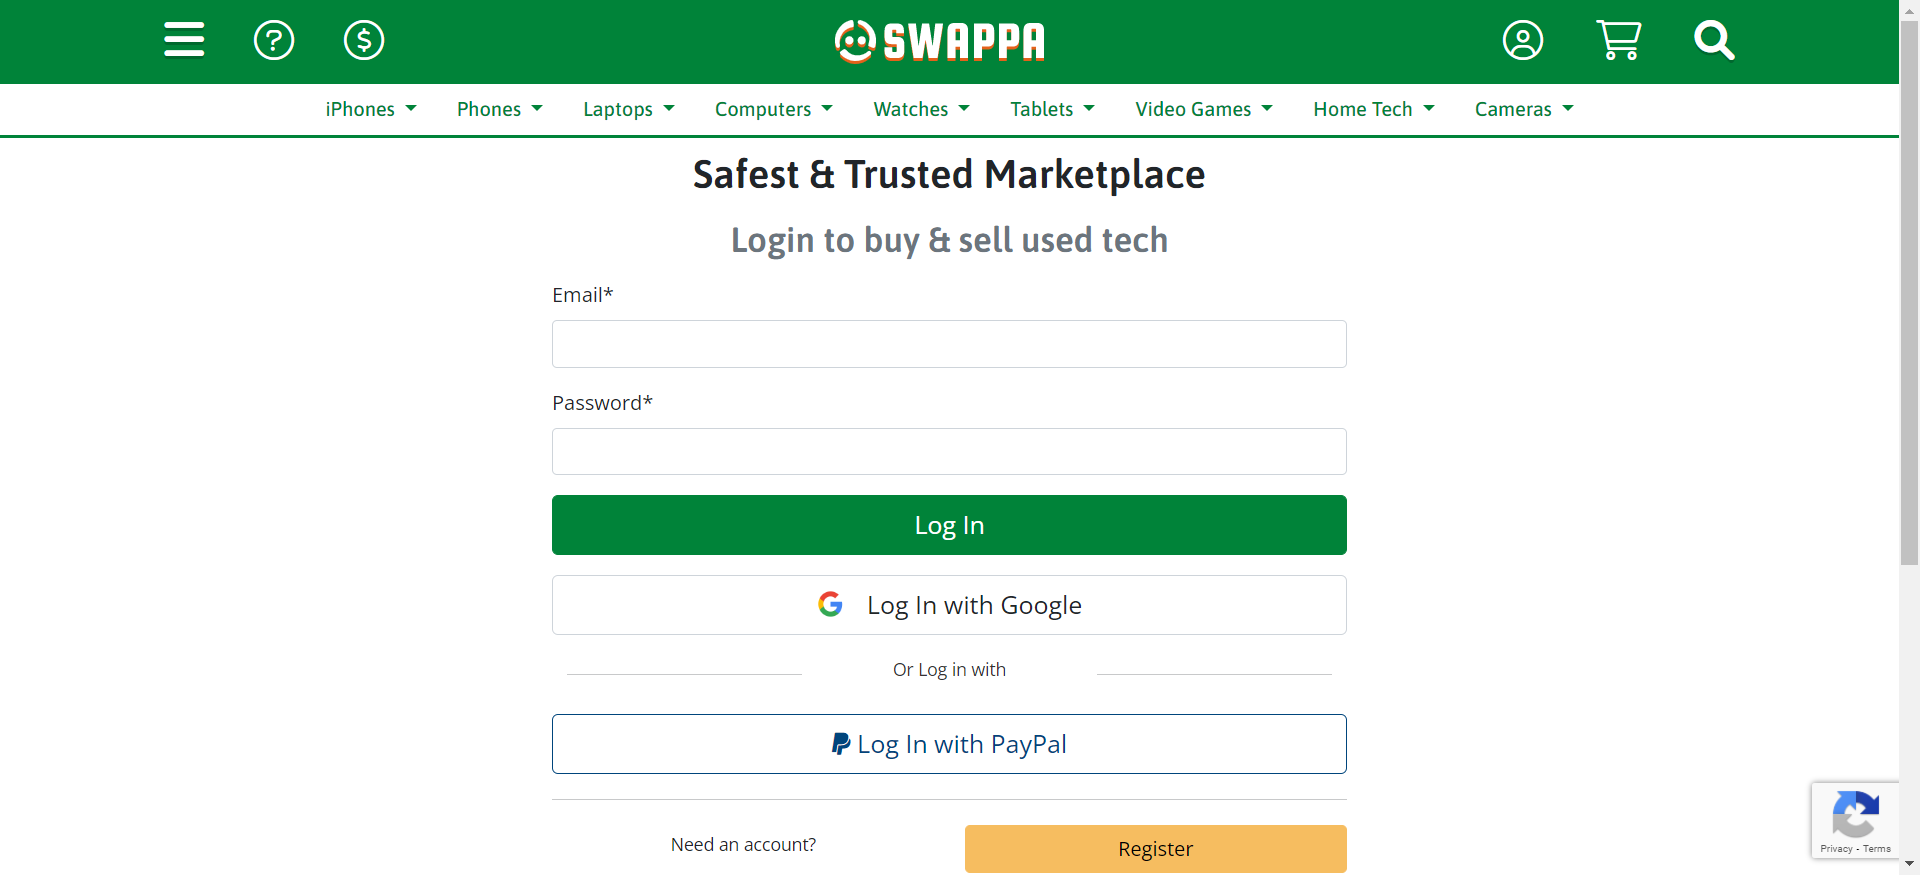 SWAPPA
iPhones Phones Laptops Computers Watches Tablets Video Games Home Tech Cameras
Safest & Trusted Marketplace
Login to buy & sell used tech
Email*
Password*
Log In
Log In with Google
Or Log in with
Log In with PayPal
Need an account?
Register
Privacy - Terms